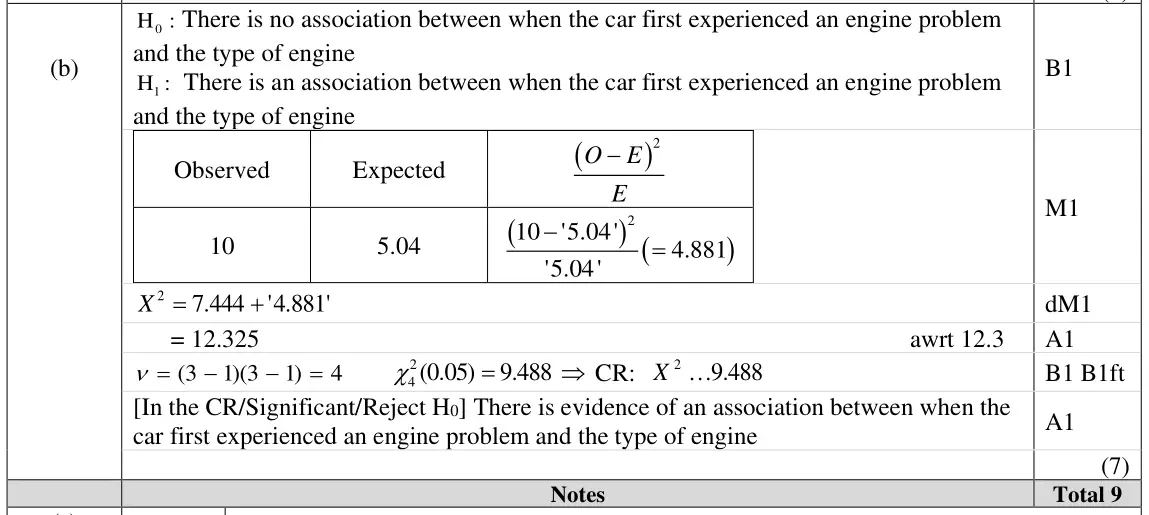 (b)
H₀ : There is no association between when the car first experienced an engine problem
and the type of engine
H₁ : There is an association between when the car first experienced an engine problem
and the type of engine
B1
Observed Expected (O − E)² / E
10 5.04 (10 − '5.04')² / '5.04' (= 4.881)
M1
X² = 7.444 + '4.881' dM1
= 12.325 awrt 12.3 A1
ν = (3 − 1)(3 − 1) = 4 χ₄²(0.05) = 9.488 ⇒ CR: X² …9.488 B1 B1ft
[In the CR/Significant/Reject H₀] There is evidence of an association between when the
car first experienced an engine problem and the type of engine
A1
(7)
Notes Total 9